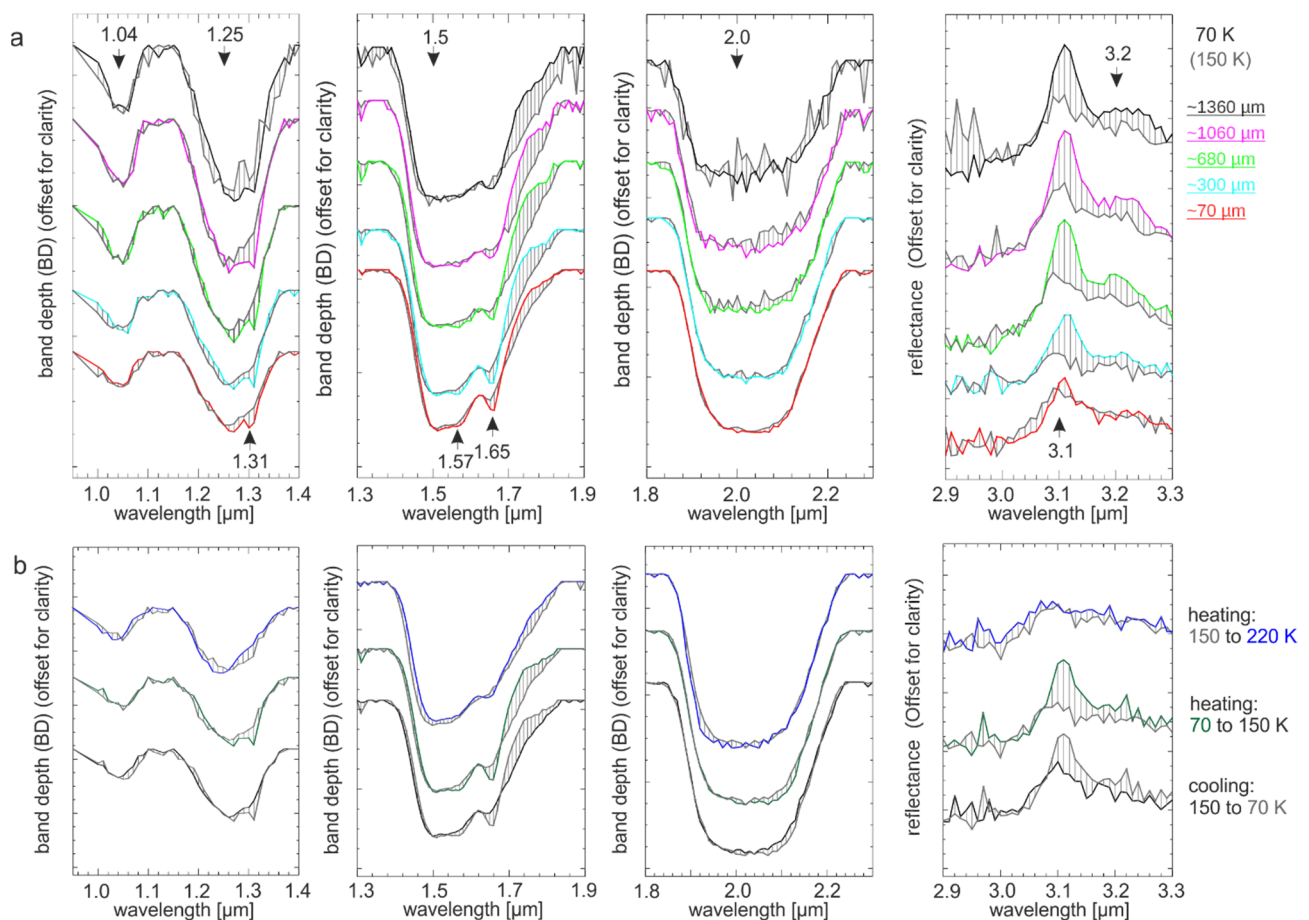 a
1.04
1.25
1.31
band depth (BD) (offset for clarity)
1.0 1.1 1.2 1.3 1.4
wavelength [µm]
1.5
1.57
1.65
band depth (BD) (offset for clarity)
1.3 1.5 1.7 1.9
wavelength [µm]
2.0
band depth (BD) (offset for clarity)
1.8 2.0 2.2
wavelength [µm]
3.2
3.1
reflectance (Offset for clarity)
2.9 3.0 3.1 3.2 3.3
wavelength [µm]
70 K
(150 K)
~1360 µm
~1060 µm
~680 µm
~300 µm
~70 µm
b
band depth (BD) (offset for clarity)
1.0 1.1 1.2 1.3 1.4
wavelength [µm]
band depth (BD) (offset for clarity)
1.3 1.5 1.7 1.9
wavelength [µm]
band depth (BD) (offset for clarity)
1.8 2.0 2.2
wavelength [µm]
reflectance (Offset for clarity)
2.9 3.0 3.1 3.2 3.3
wavelength [µm]
heating:
150 to 220 K
heating:
70 to 150 K
cooling:
150 to 70 K